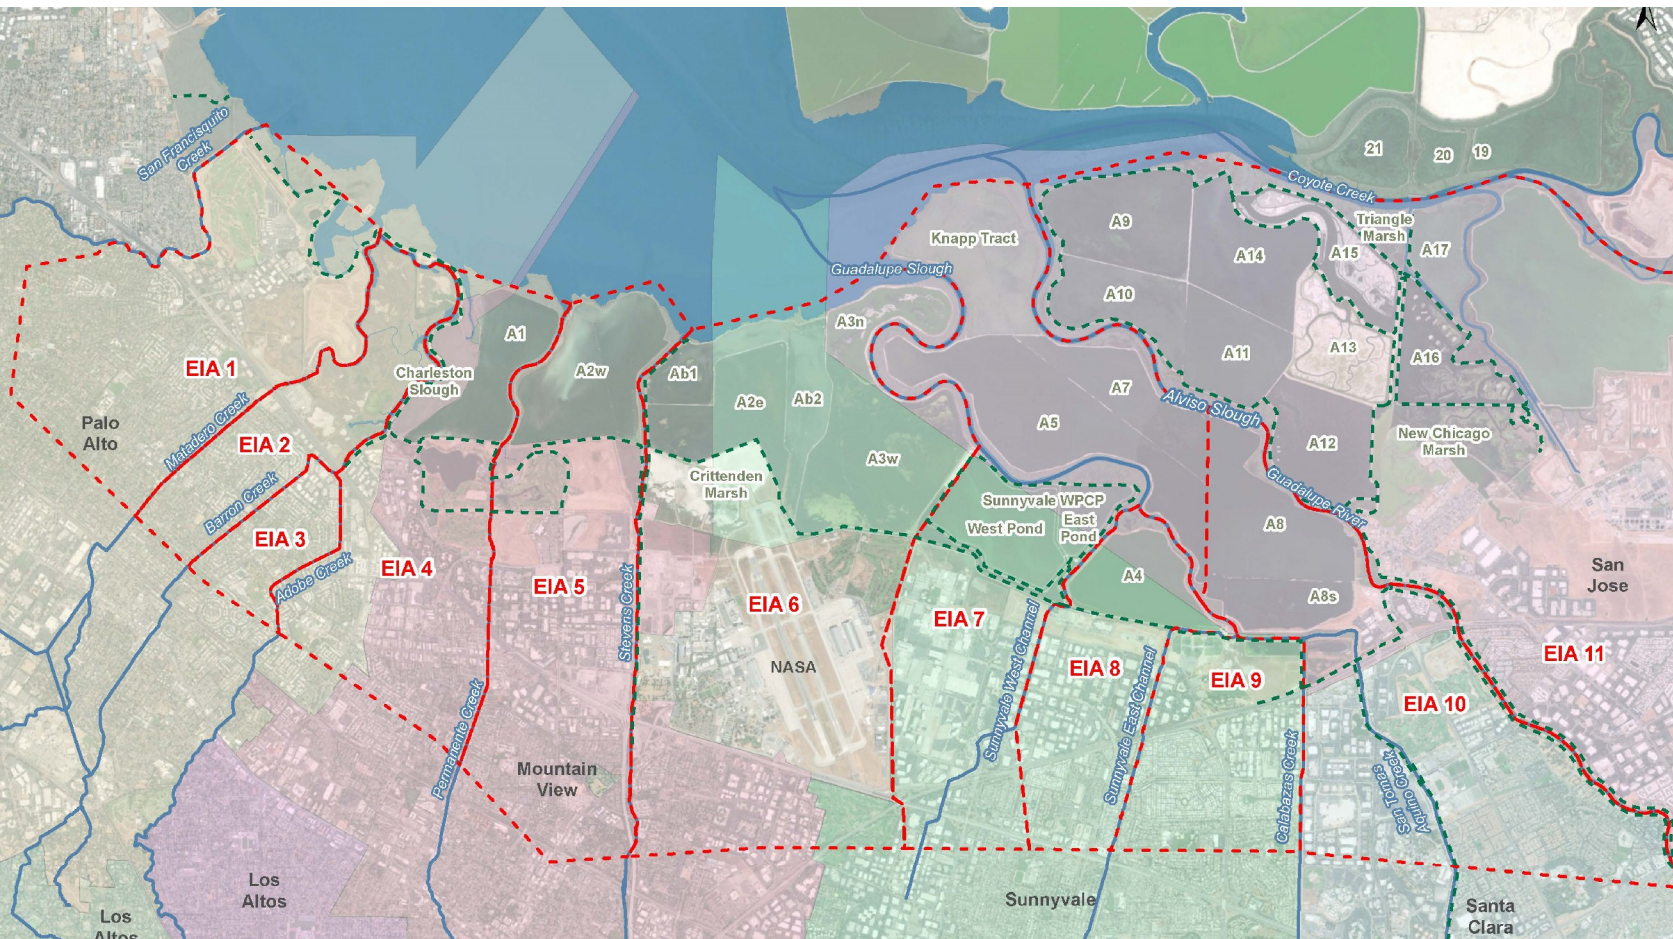 San Francisquito
Creek
21
20
19
Coyote Creek
Triangle
Marsh
A9
Knapp Tract
A14
A15
A17
Guadalupe Slough
A10
A3n
A1
A11
A13
A16
EIA 1
Charleston
Slough
A2w
Ab1
A2e
Ab2
A7
Alviso Slough
Palo
Alto
Matadero Creek
EIA 2
A5
A12
New Chicago
Marsh
A3w
Crittenden
Marsh
Barron Creek
Guadalupe River
Sunnyvale WPCP
West Pond
East
Pond
A8
EIA 3
Adobe Creek
EIA 4
EIA 5
Stevens Creek
EIA 6
A4
A8s
San
Jose
EIA 7
Sunnyvale West Channel
NASA
EIA 8
Sunnyvale East Channel
EIA 9
EIA 10
EIA 11
Permanente Creek
Mountain
View
Calabazas Creek
San Tomas
Aquino Creek
Los
Altos
Los
Altos
Sunnyvale
Santa
Clara